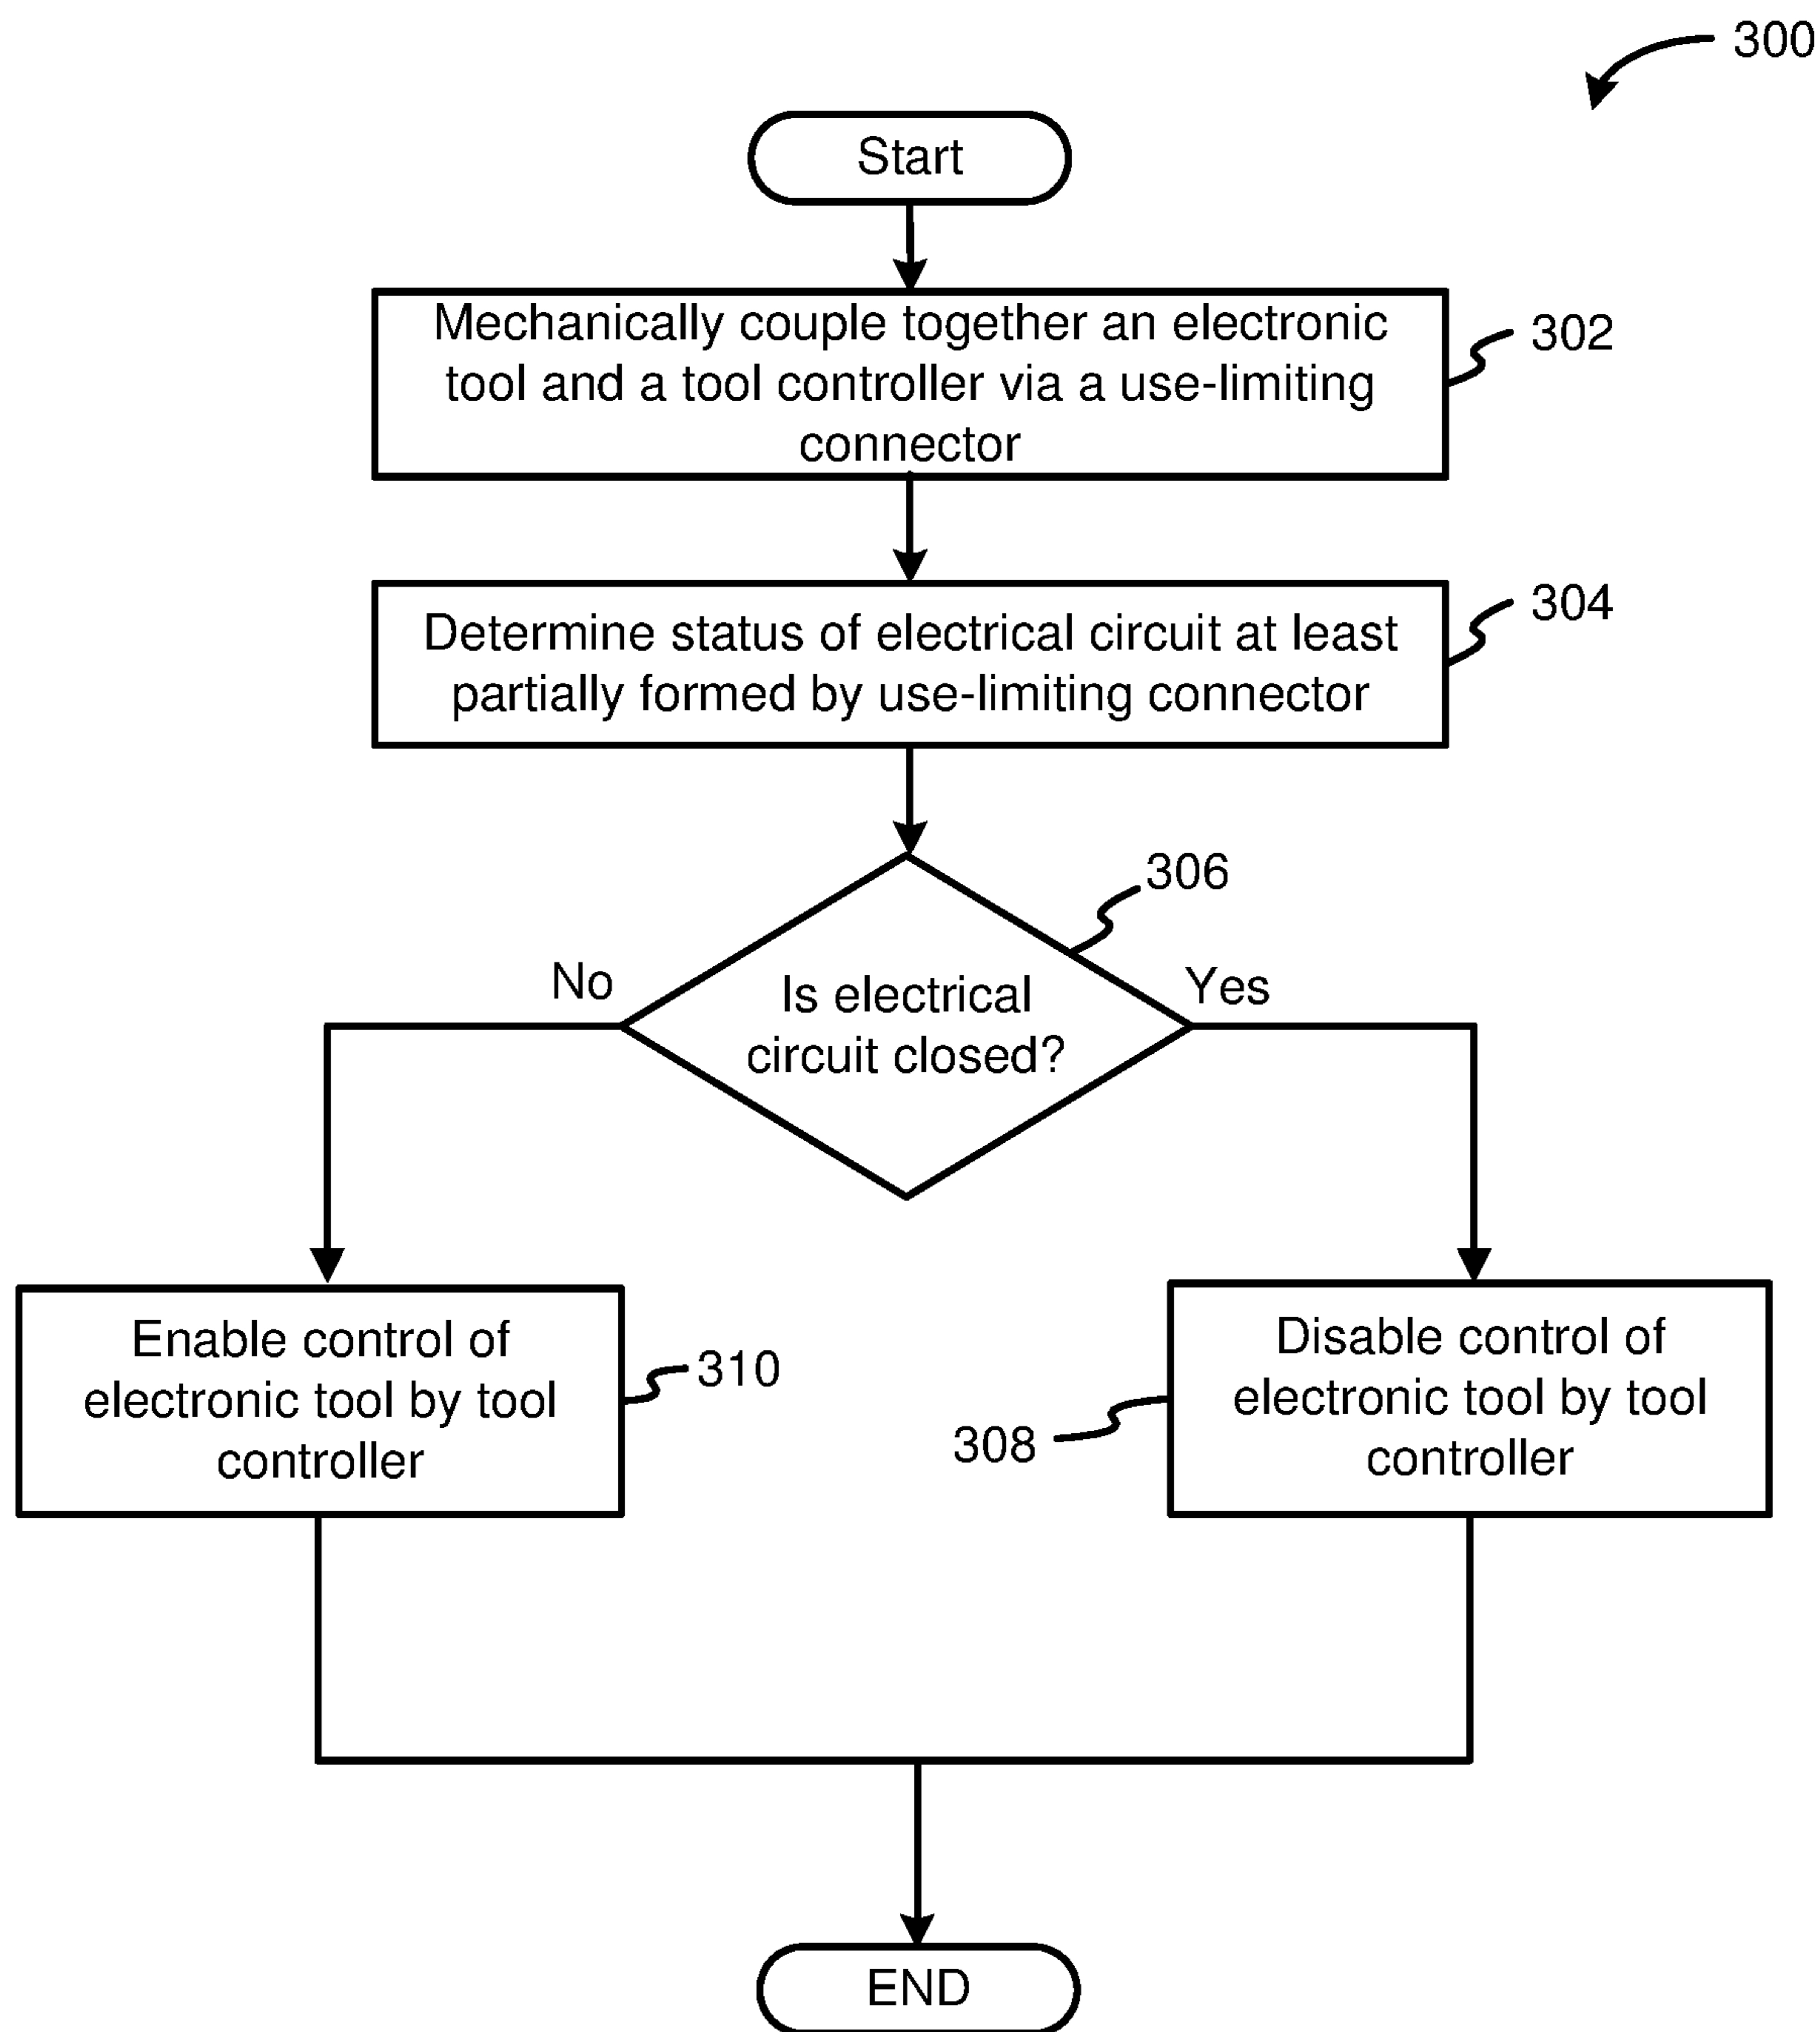 300
Start
Mechanically couple together an electronic
tool and a tool controller via a use-limiting
connector
302
Determine status of electrical circuit at least
partially formed by use-limiting connector
304
306
No
Is electrical
circuit closed?
Yes
Enable control of
electronic tool by tool
controller
310
308
Disable control of
electronic tool by tool
controller
END